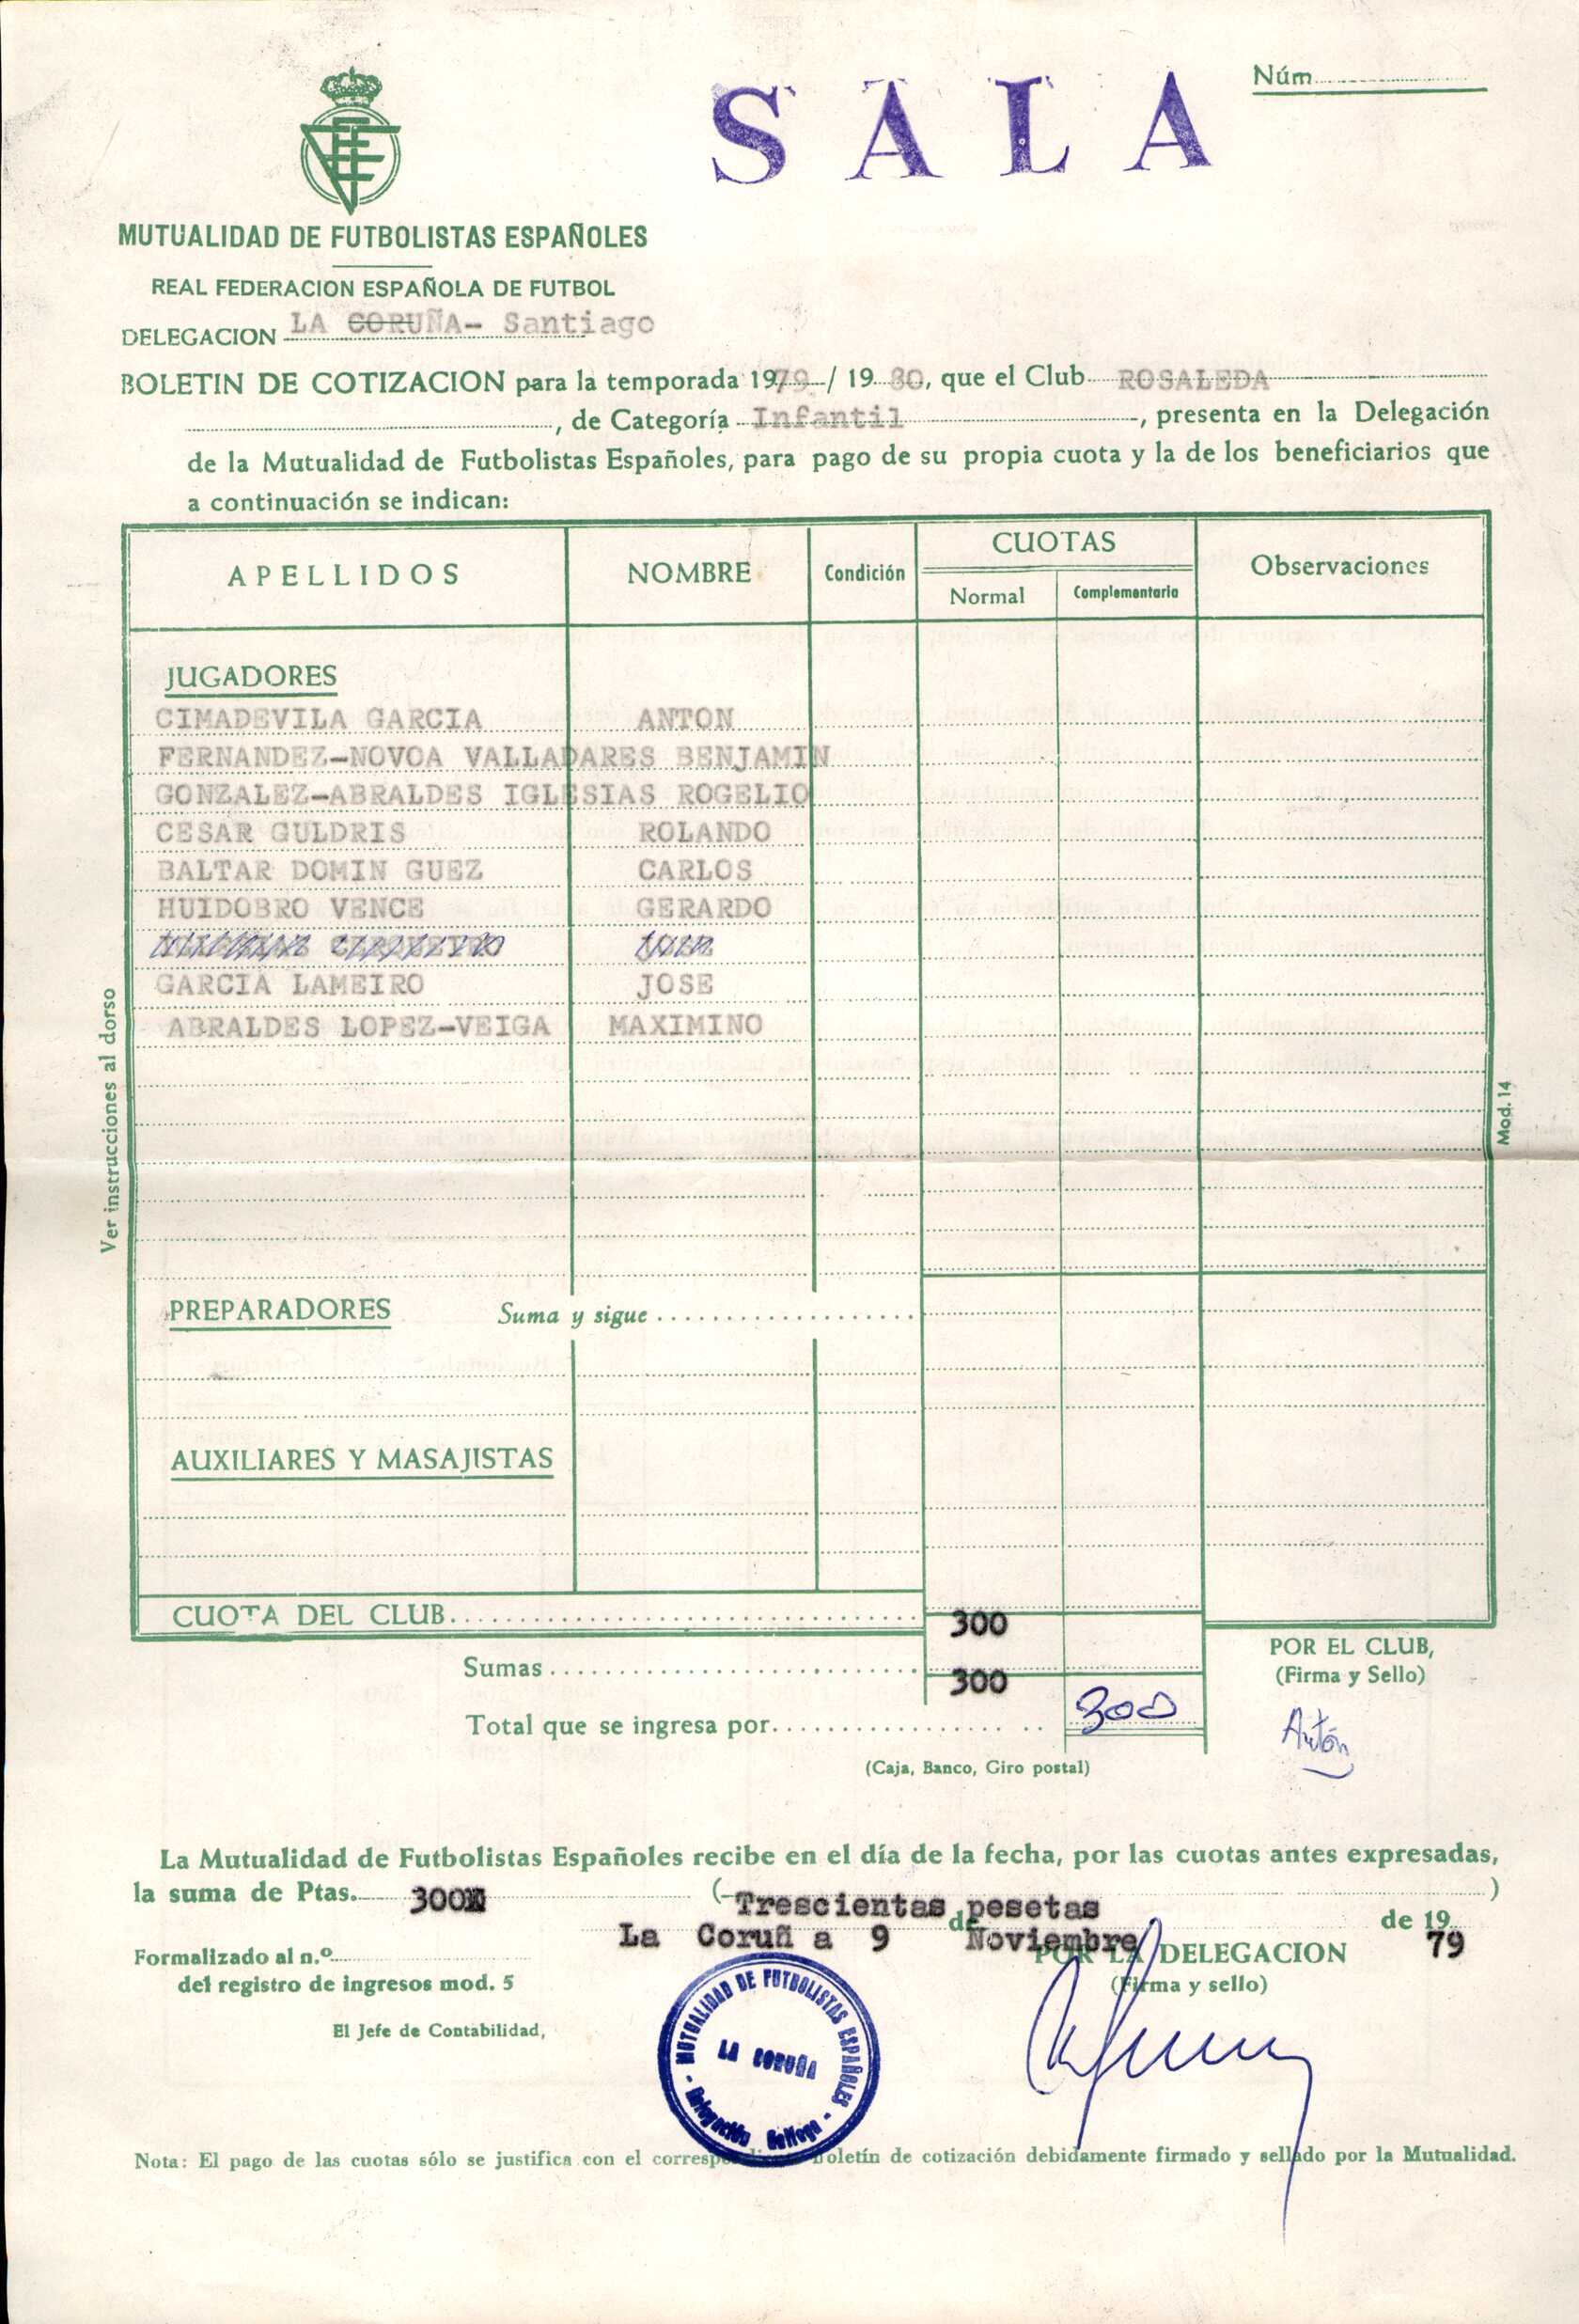 SALA
Núm.
MUTUALIDAD DE FUTBOLISTAS ESPAÑOLES
REAL FEDERACION ESPAÑOLA DE FUTBOL
DELEGACION LA CORUÑA- Santiago
BOLETIN DE COTIZACION para la temporada 1979 / 19 80, que el Club ROSALEDA
, de Categoría Infantil, presenta en la Delegación
de la Mutualidad de Futbolistas Españoles, para pago de su propia cuota y la de los beneficiarios que
a continuación se indican:
APELLIDOS NOMBRE Condición CUOTAS Observaciones
Normal Complementaria
JUGADORES
CIMADEVILA GARCIA ANTON
FERNANDEZ-NOVOA VALLADARES BENJAMIN
GONZALEZ-ABRALDES IGLESIAS ROGELIO
CESAR GULDRIS ROLANDO
BALTAR DOMIN GUEZ CARLOS
HUIDOBRO VENCE GERARDO
GARCIA LAMEIRO JOSE
ABRALDES LOPEZ-VEIGA MAXIMINO
Ver instrucciones al dorso
Mod. 14
PREPARADORES Suma y sigue
AUXILIARES Y MASAJISTAS
CUOTA DEL CLUB 300
Sumas 300
Total que se ingresa por 300
(Caja, Banco, Giro postal)
POR EL CLUB,
(Firma y Sello)
Antón
La Mutualidad de Futbolistas Españoles recibe en el día de la fecha, por las cuotas antes expresadas,
la suma de Ptas. 300 (Trescientas pesetas)
La Coruñ a 9 de Noviembre de 19 79
Formalizado al n.º
del registro de ingresos mod. 5
El Jefe de Contabilidad,
POR LA DELEGACION
(Firma y sello)
MUTUALIDAD DE FUTBOLISTAS ESPAÑOLES
LA CORUÑA
Delegación Gallega
Nota: El pago de las cuotas sólo se justifica con el boletín de cotización debidamente firmado y sellado por la Mutualidad.